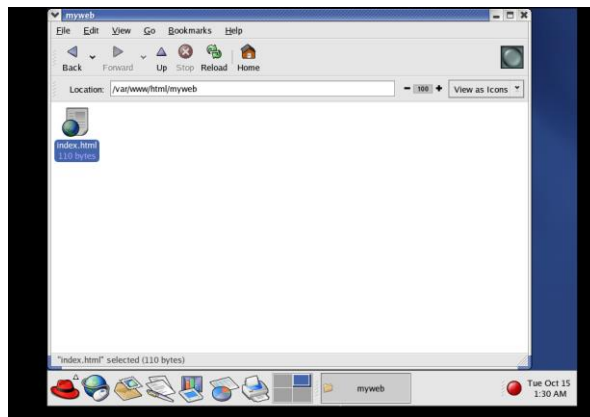 myweb
File Edit View Go Bookmarks Help
Back Forward Up Stop Reload Home
Location: /var/www/html/myweb - 100 + View as Icons
index.html
110 bytes
"index.html" selected (110 bytes)
myweb
Tue Oct 15
1:30 AM